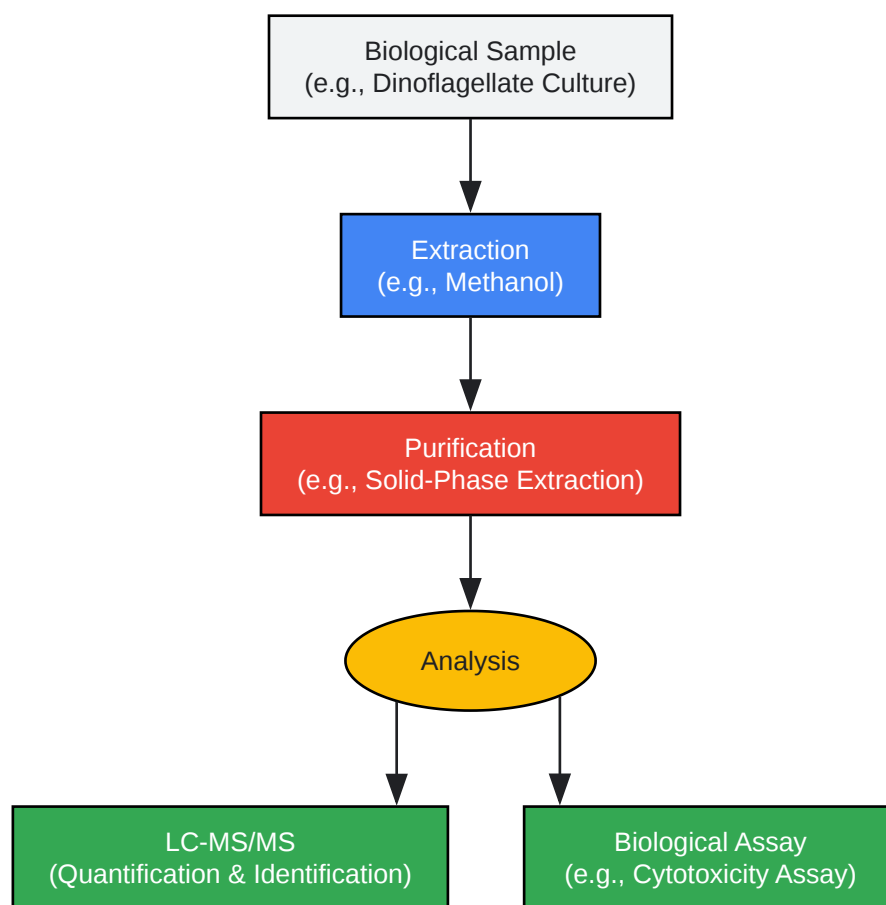 Biological Sample
(e.g., Dinoflagellate Culture)
Extraction
(e.g., Methanol)
Purification
(e.g., Solid-Phase Extraction)
Analysis
LC-MS/MS
(Quantification & Identification)
Biological Assay
(e.g., Cytotoxicity Assay)